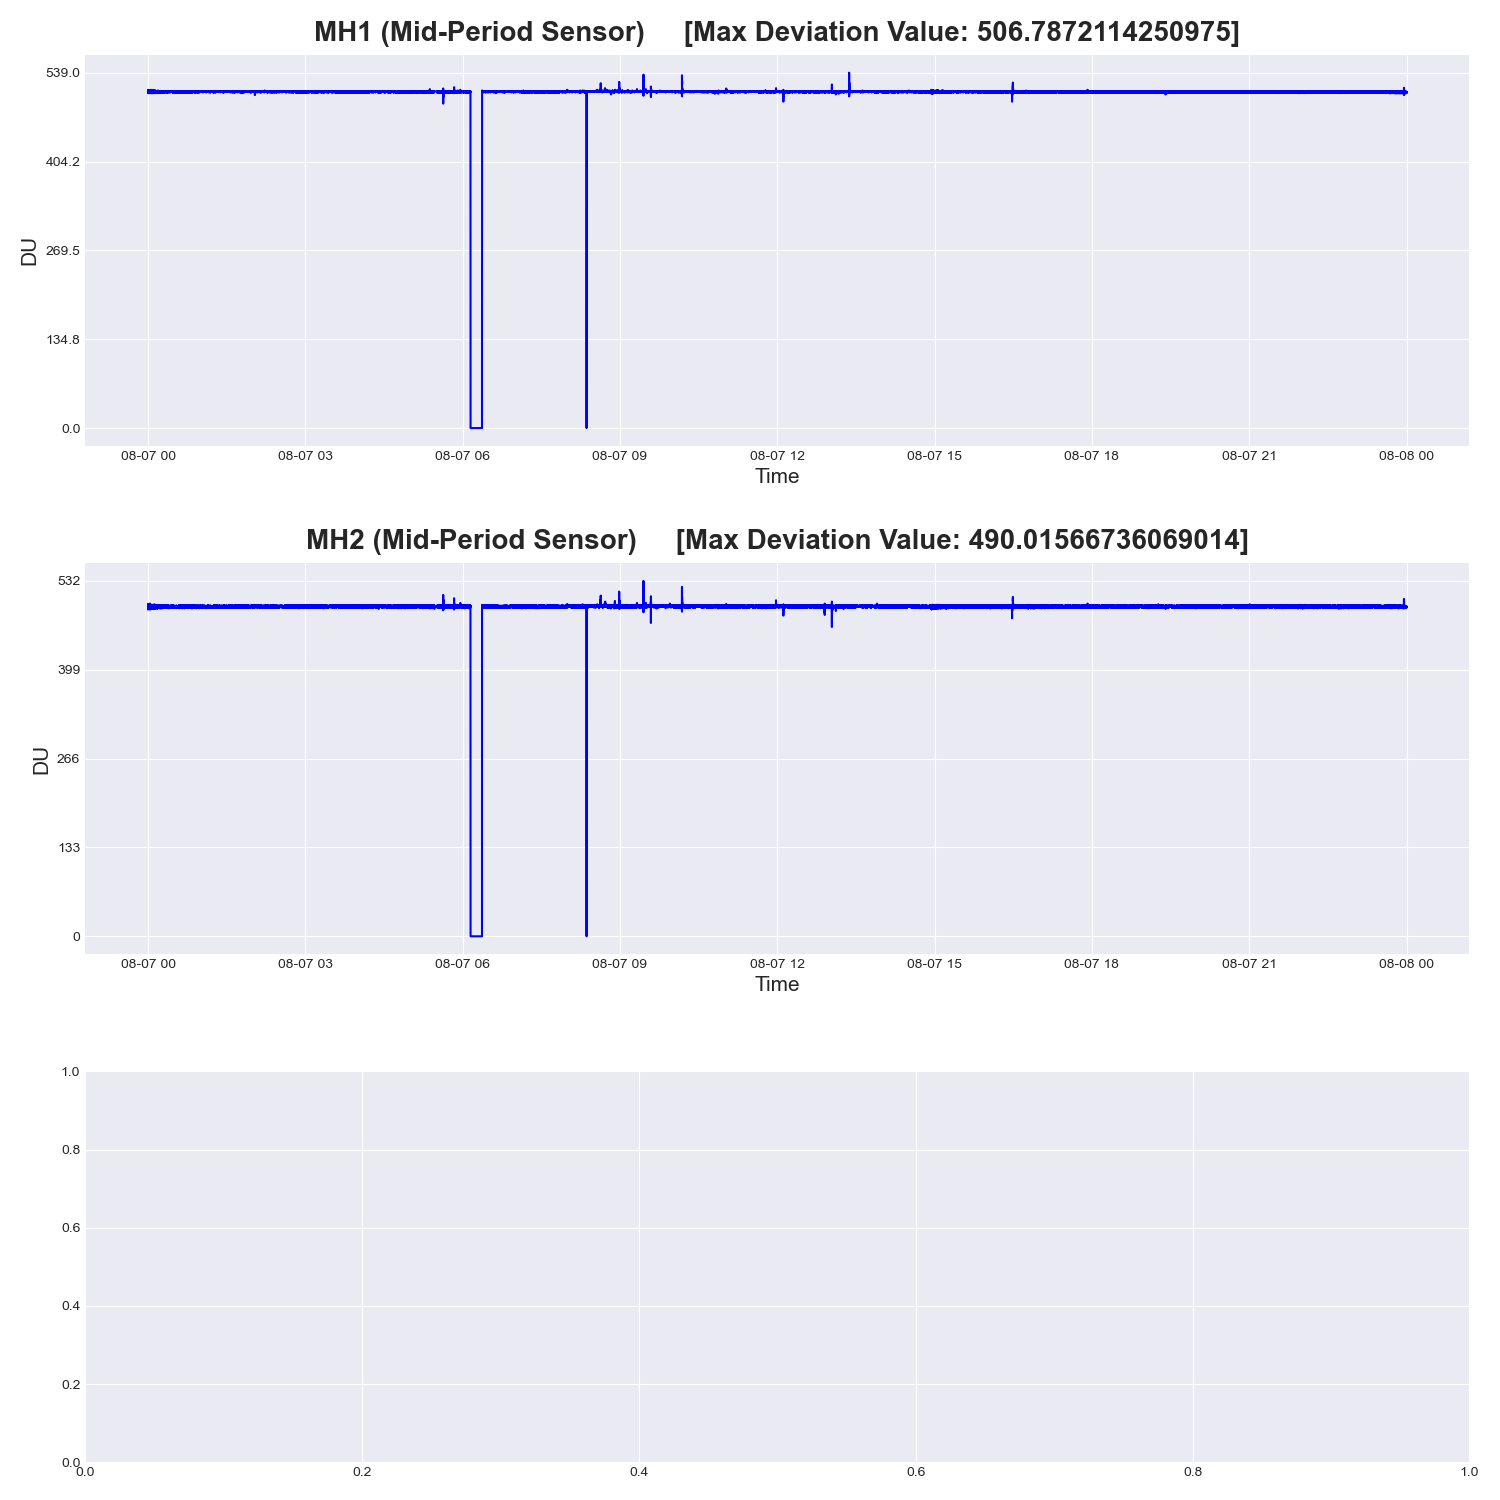 MH1 (Mid-Period Sensor) [Max Deviation Value: 506.7872114250975]
539.0
404.2
269.5
134.8
0.0
DU
08-07 00 08-07 03 08-07 06 08-07 09 08-07 12 08-07 15 08-07 18 08-07 21 08-08 00
Time
MH2 (Mid-Period Sensor) [Max Deviation Value: 490.01566736069014]
532
399
266
133
0
DU
08-07 00 08-07 03 08-07 06 08-07 09 08-07 12 08-07 15 08-07 18 08-07 21 08-08 00
Time
1.0
0.8
0.6
0.4
0.2
0.0
0.0 0.2 0.4 0.6 0.8 1.0